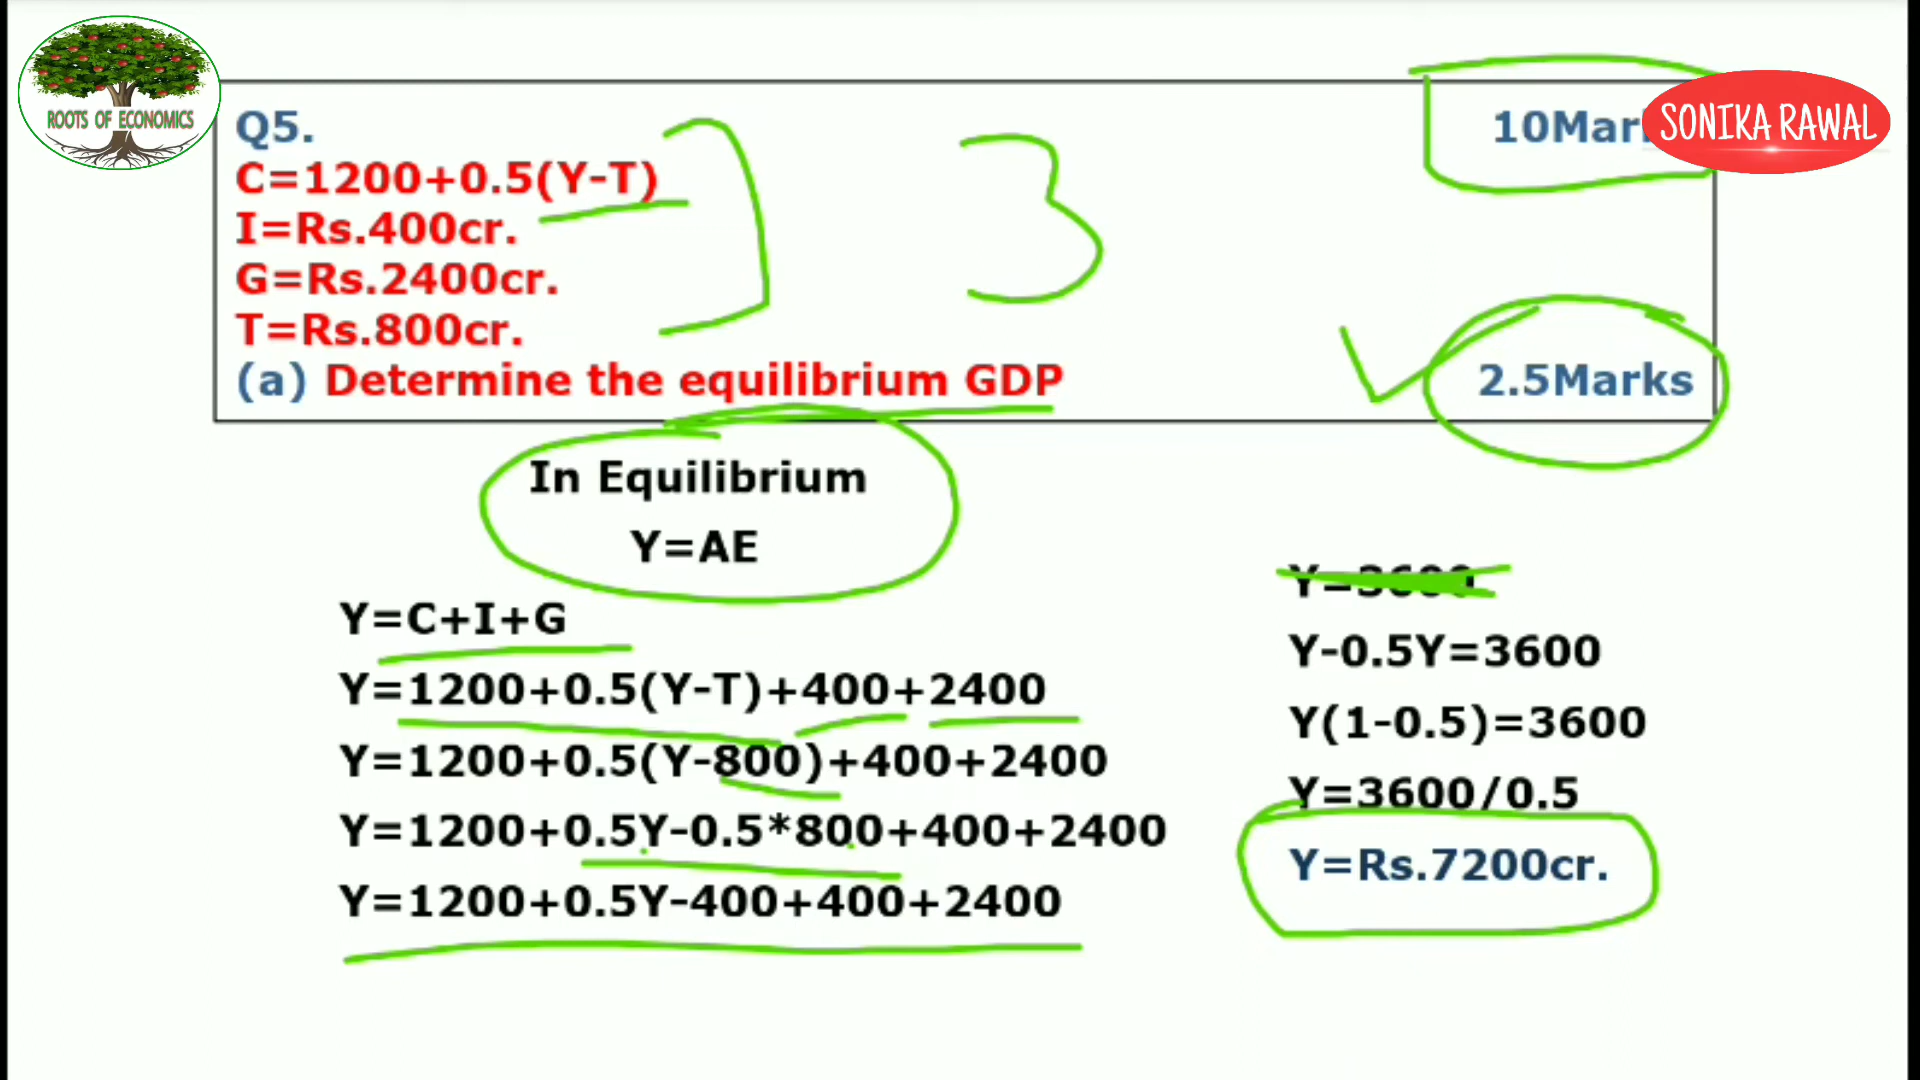 ROOTS OF ECONOMICS
SONIKA RAWAL
Q5.
10Mar
C=1200+0.5(Y-T)
I=Rs.400cr.
G=Rs.2400cr.
T=Rs.800cr.
(a) Determine the equilibrium GDP
2.5Marks
3
In Equilibrium
Y=AE
Y=C+I+G
Y=1200+0.5(Y-T)+400+2400
Y=1200+0.5(Y-800)+400+2400
Y=1200+0.5Y-0.5*800+400+2400
Y=1200+0.5Y-400+400+2400
Y=3600
Y-0.5Y=3600
Y(1-0.5)=3600
Y=3600/0.5
Y=Rs.7200cr.